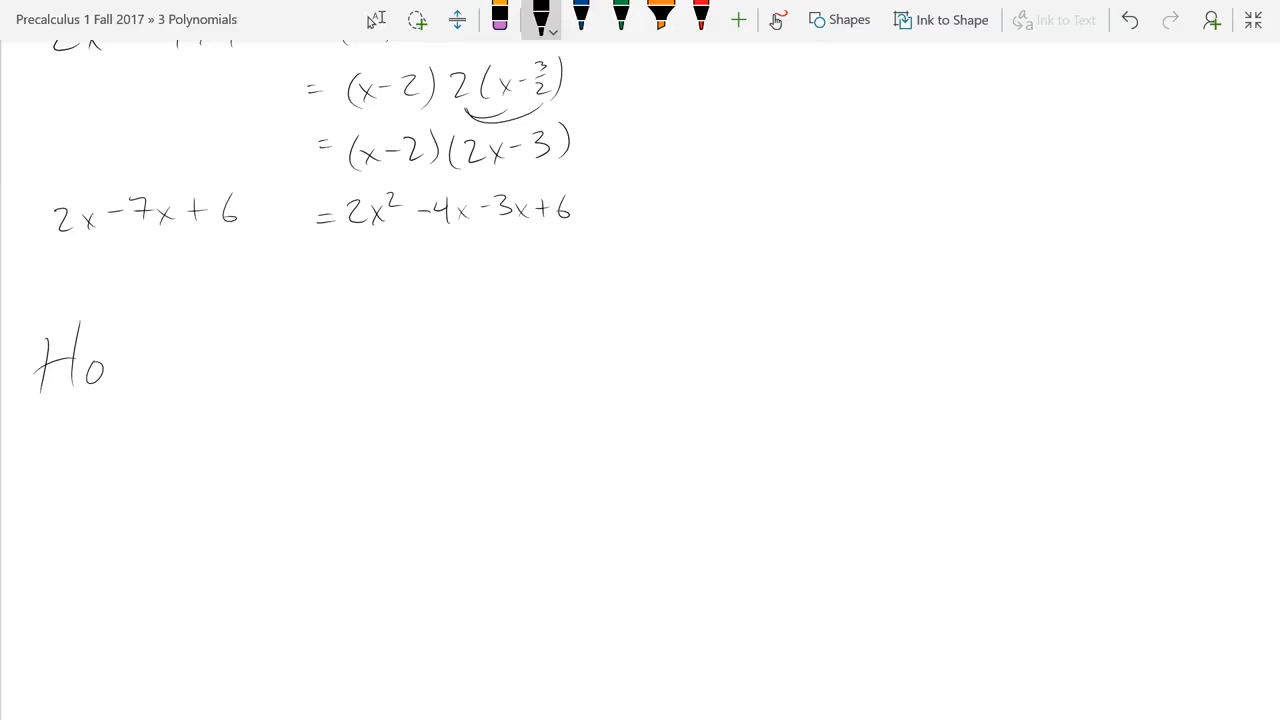 Precalculus 1 Fall 2017 » 3 Polynomials
Shapes
Ink to Shape
Ink to Text
= (x-2) 2(x-3/2)
= (x-2)(2x-3)
2x-7x+6 = 2x²-4x-3x+6
Ho